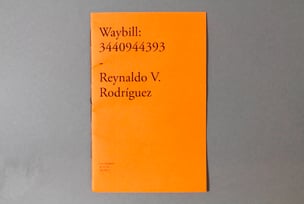 Waybill:
3440944393
-
Reynaldo V.
Rodríguez